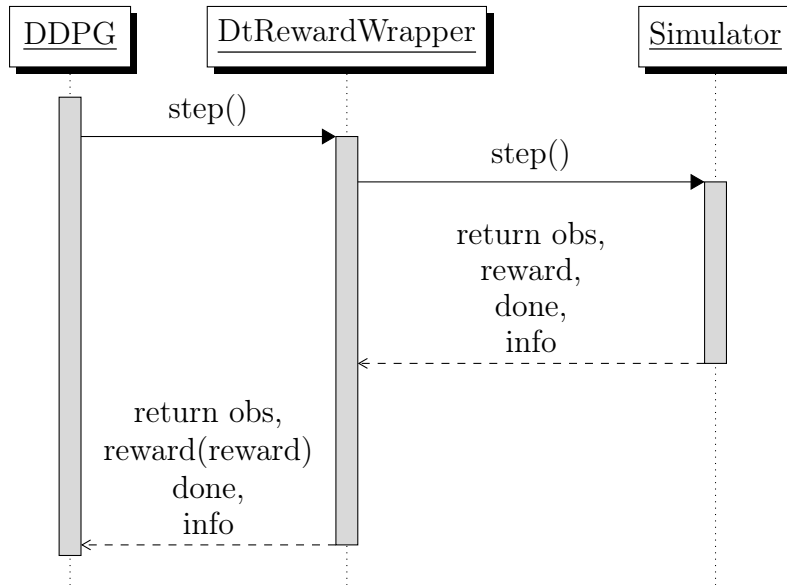 DDPG
DtRewardWrapper
Simulator
step()
step()
return obs,
reward,
done,
info
return obs,
reward(reward)
done,
info